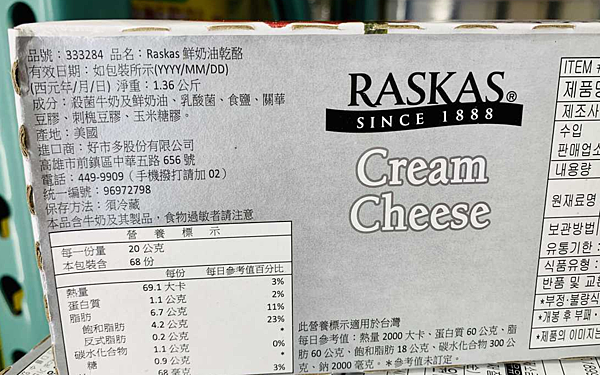 品號：333284 品名：Raskas 鮮奶油乾酪
有效日期：如包裝所示(YYYY/MM/DD)
(西元年/月/日) 淨重：1.36 公斤
成分：殺菌牛奶及鮮奶油、乳酸菌、食鹽、關華
豆膠、刺槐豆膠、玉米糖膠。
產地：美國
進口商：好市多股份有限公司
高雄市前鎮區中華五路 656 號
電話：449-9909（手機撥打請加 02）
統一編號：96972798
保存方法：須冷藏
本品含牛奶及其製品，食物過敏者請注意
營 養 標 示
每一份量 20 公克
本包裝含 68 份
每份 每日參考值百分比
熱量 69.1 大卡 3%
蛋白質 1.1 公克 2%
脂肪 6.7 公克 11%
飽和脂肪 4.2 公克 23%
反式脂肪 0.2 公克 *
碳水化合物 1.1 公克 0%
糖 0.9 公克 *
68 毫克 3%
RASKAS®
SINCE 1888
Cream
Cheese
此營養標示適用於台灣
每日參考值：熱量 2000 大卡、蛋白質 60 公克、脂
肪 60 公克、飽和脂肪 18 公克、碳水化合物 300 公
克、鈉 2000 毫克。*參考值未訂定。
ITEM #
제품명
제조사
수입
판매업소
내용량
원재료명
보관방법
유통기한
식품유형
반품 및 교환
*부정·불량식
*개봉 후 부패
*제품의 이미지는